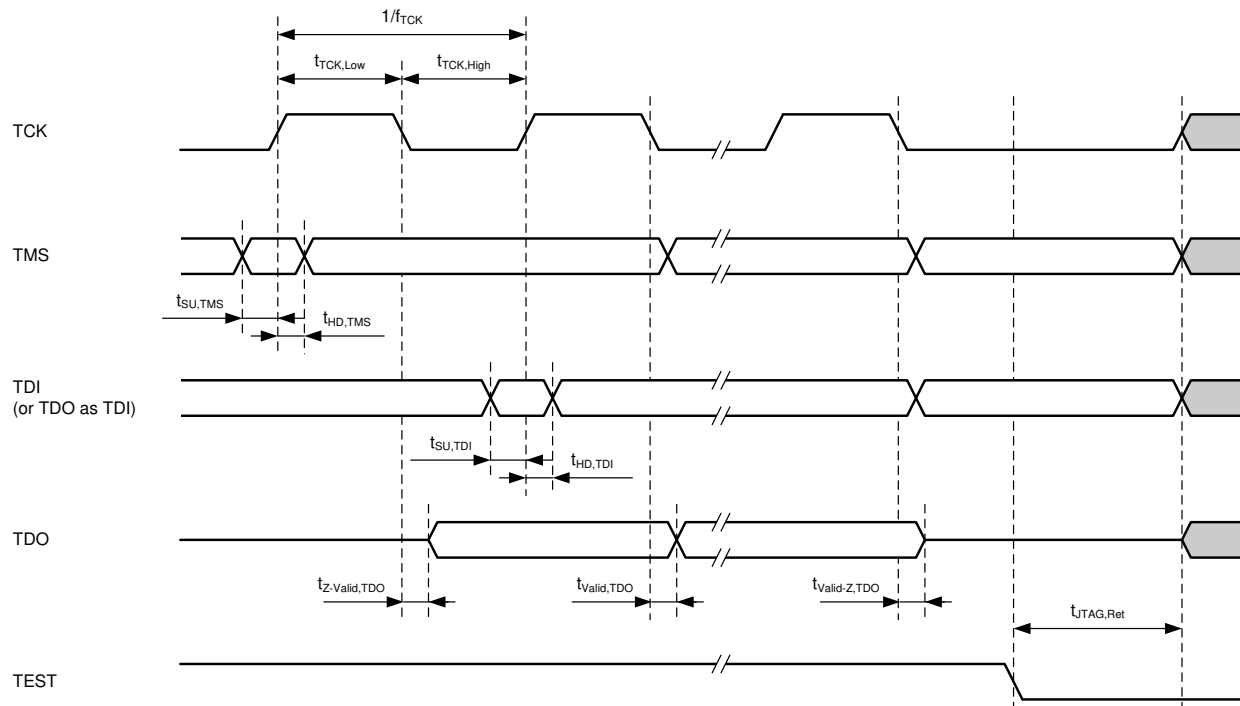 1/fTCK
tTCK,Low
tTCK,High
TCK
TMS
tSU,TMS
tHD,TMS
TDI
(or TDO as TDI)
tSU,TDI
tHD,TDI
TDO
tZ-Valid,TDO
tValid,TDO
tValid-Z,TDO
tJTAG,Ret
TEST